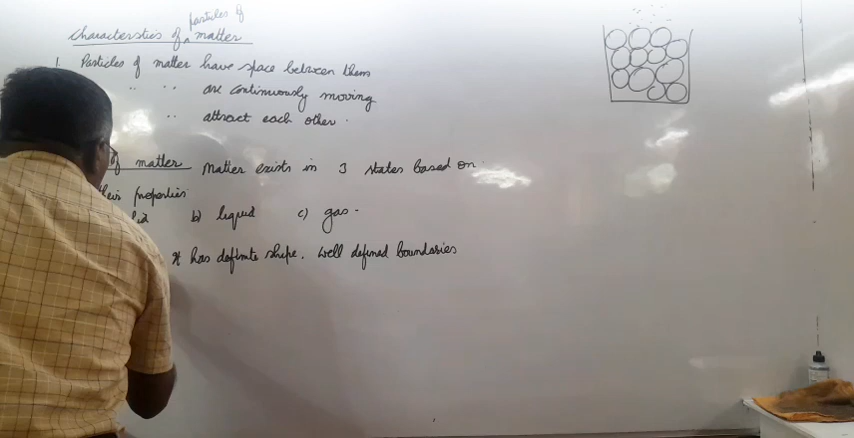 Characterstics of particles of matter
1. Particles of matter have space between them
" " are continuously moving
" attract each other.
of matter Matter exists in 3 states based on
their properties
b) liquid c) gas.
It has definite shape. Well defined boundaries